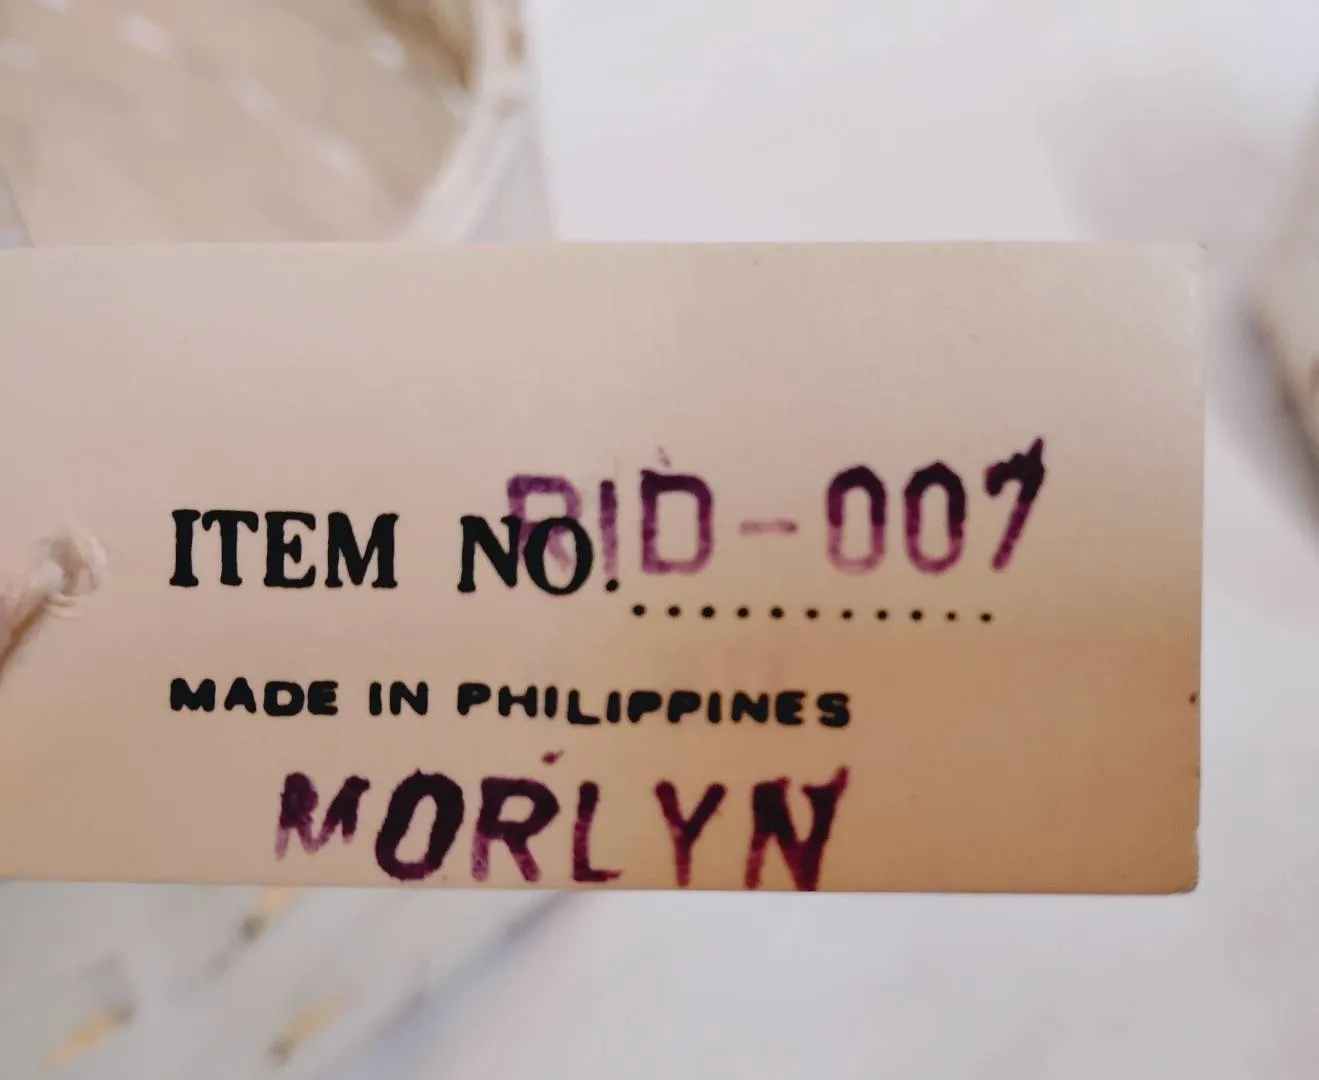 ITEM NO. RID-007
MADE IN PHILIPPINES
MORLYN